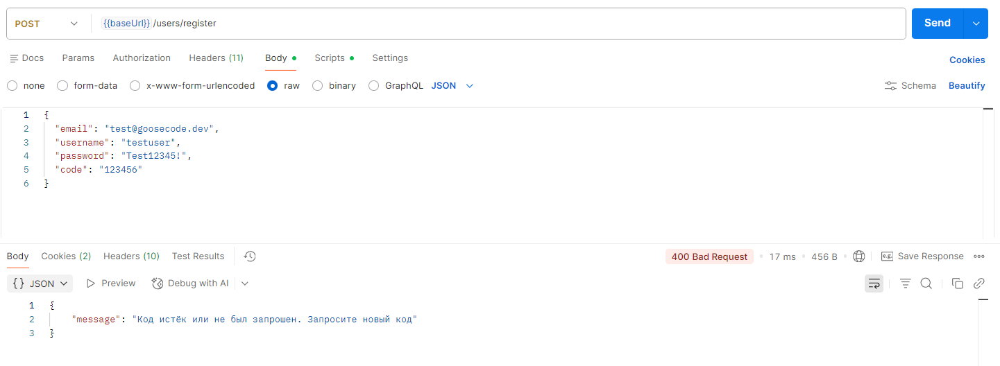 POST {{baseUrl}} /users/register Send
Docs Params Authorization Headers (11) Body Scripts Settings Cookies
none form-data x-www-form-urlencoded raw binary GraphQL JSON Schema Beautify
1 {
2 "email": "test@goosecode.dev",
3 "username": "testuser",
4 "password": "Test12345!",
5 "code": "123456"
6 }
Body Cookies (2) Headers (10) Test Results 400 Bad Request • 17 ms • 456 B • e.g. Save Response
{} JSON Preview Debug with AI
1 {
2 "message": "Код истёк или не был запрошен. Запросите новый код"
3 }